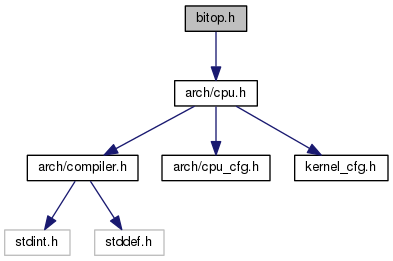 bitop.h
arch/cpu.h
arch/compiler.h
arch/cpu_cfg.h
kernel_cfg.h
stdint.h
stddef.h